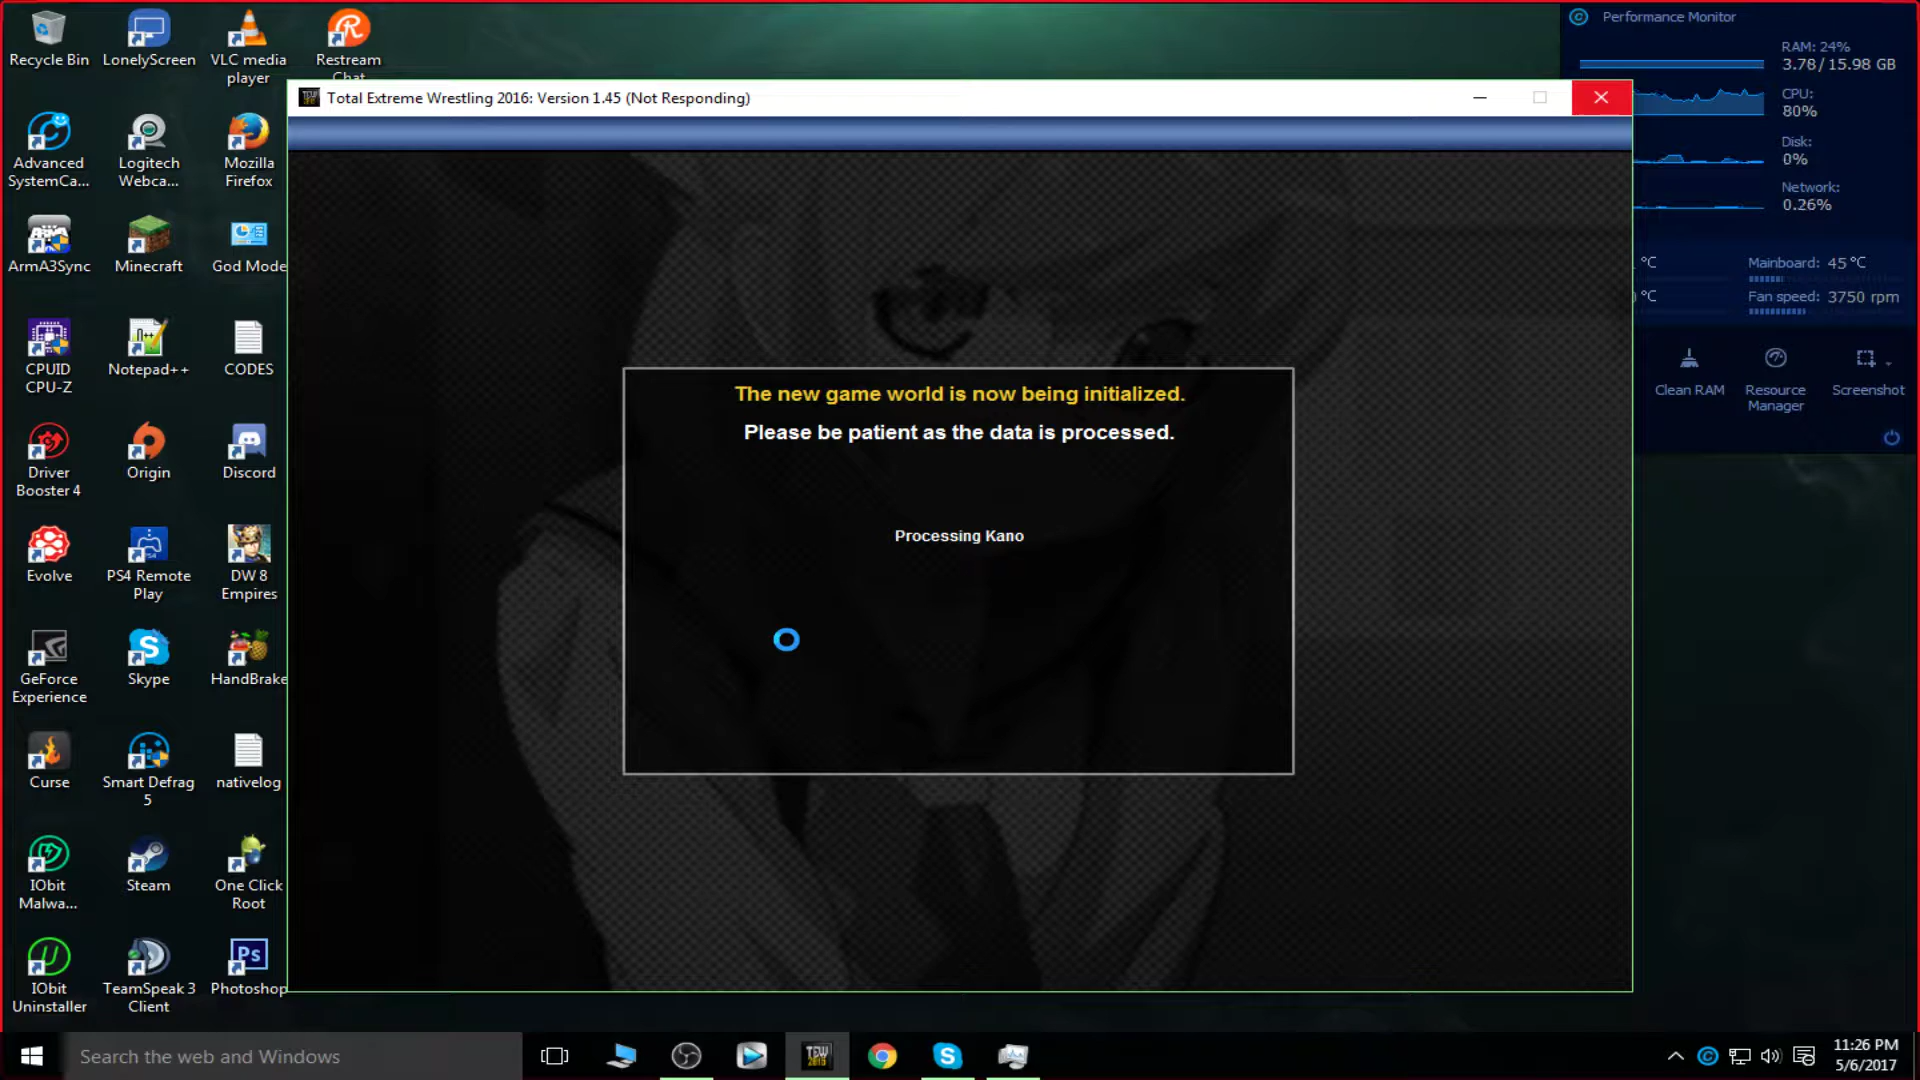 Recycle Bin
LonelyScreen
VLC media
player
Restream
Chat
Advanced
SystemCa...
Logitech
Webca...
Mozilla
Firefox
ArmA3Sync
Minecraft
God Mode
CPUID
CPU-Z
Notepad++
CODES
Driver
Booster 4
Origin
Discord
Evolve
PS4 Remote
Play
DW 8
Empires
GeForce
Experience
Skype
HandBrake
Curse
Smart Defrag
5
nativelog
IObit
Malwa...
Steam
One Click
Root
IObit
Uninstaller
TeamSpeak 3
Client
Photoshop
Total Extreme Wrestling 2016: Version 1.45 (Not Responding)
The new game world is now being initialized.
Please be patient as the data is processed.
Processing Kano
Performance Monitor
RAM: 24%
3.78 / 15.98 GB
CPU:
80%
Disk:
0%
Network:
0.26%
°C
Mainboard: 45 °C
°C
Fan speed: 3750 rpm
Clean RAM
Resource
Manager
Screenshot
Search the web and Windows
11:26 PM
5/6/2017